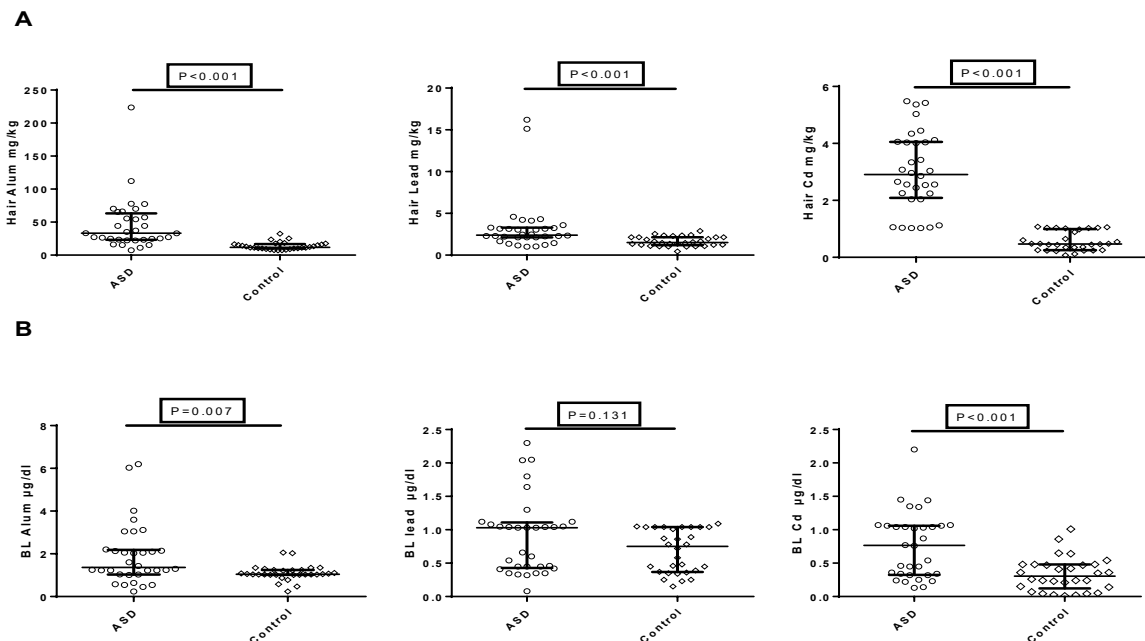 A
P<0.001
250
200
150
100
50
0
Hair Alum mg/kg
ASD
Control
P<0.001
20
15
10
5
0
Hair Lead mg/kg
ASD
Control
P<0.001
6
4
2
0
Hair Cd mg/kg
ASD
Control
B
P=0.007
8
6
4
2
0
BL Alum µg/dl
ASD
Control
P=0.131
2.5
2.0
1.5
1.0
0.5
0.0
BL lead µg/dl
ASD
Control
P<0.001
2.5
2.0
1.5
1.0
0.5
0.0
BL Cd µg/dl
ASD
Control